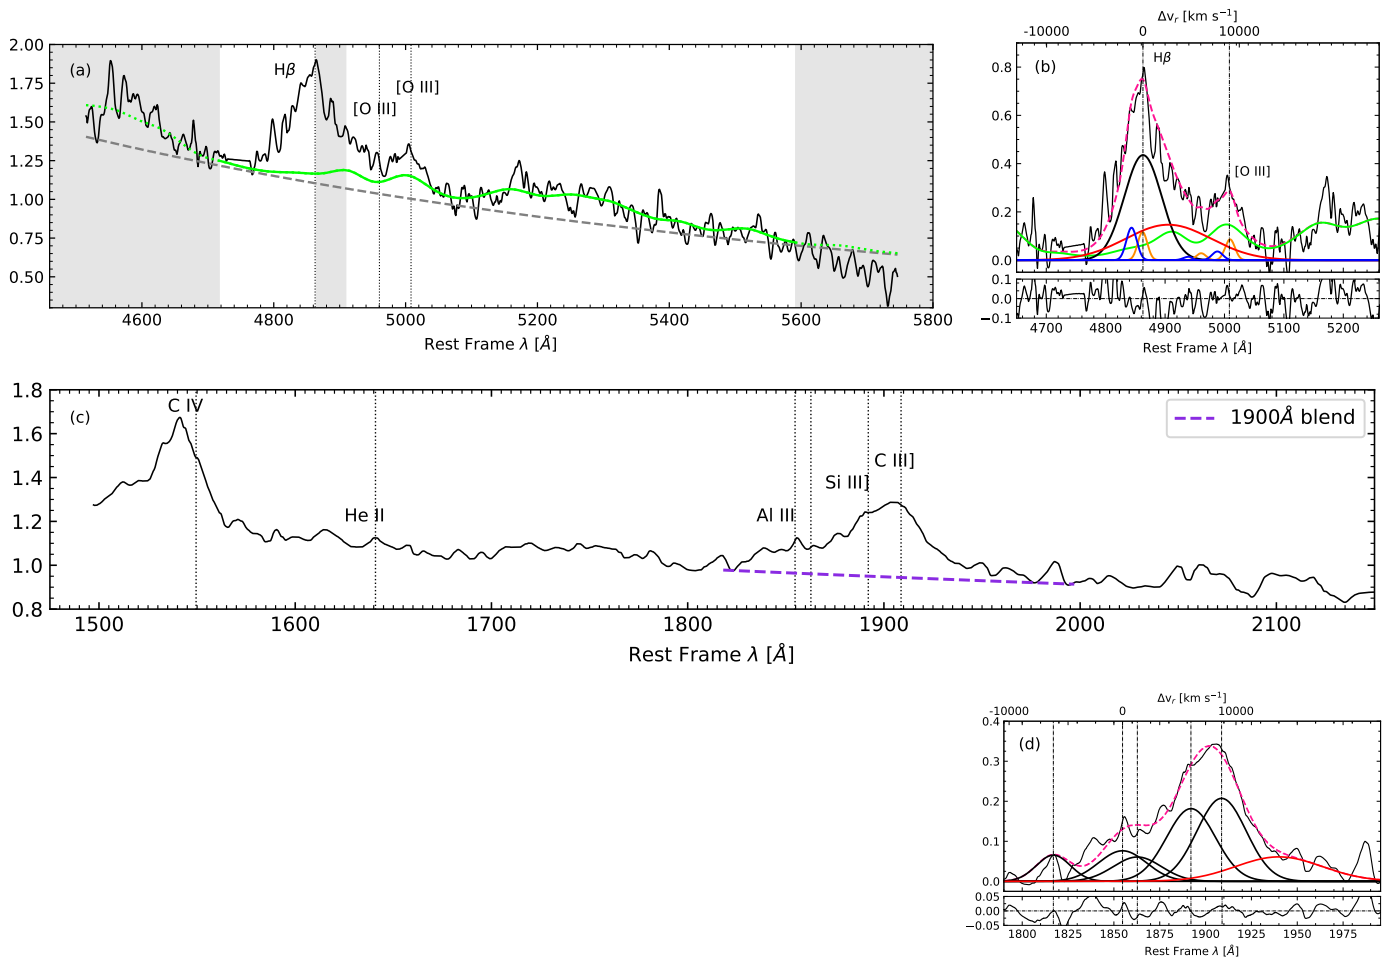 (a)
Hβ
[O III]
[O III]
2.00
1.75
1.50
1.25
1.00
0.75
0.50
4600 4800 5000 5200 5400 5600 5800
Rest Frame λ [Å]
Δvᵣ [km s⁻¹]
-10000 0 10000
(b)
Hβ
[O III]
0.8
0.6
0.4
0.2
0.0
0.1
0.0
−0.1
4700 4800 4900 5000 5100 5200
Rest Frame λ [Å]
(c)
C IV
He II
Al III
Si III]
C III]
1900Å blend
1.8
1.6
1.4
1.2
1.0
0.8
1500 1600 1700 1800 1900 2000 2100
Rest Frame λ [Å]
Δvᵣ [km s⁻¹]
-10000 0 10000
(d)
0.4
0.3
0.2
0.1
0.0
0.05
0.00
−0.05
1800 1825 1850 1875 1900 1925 1950 1975
Rest Frame λ [Å]